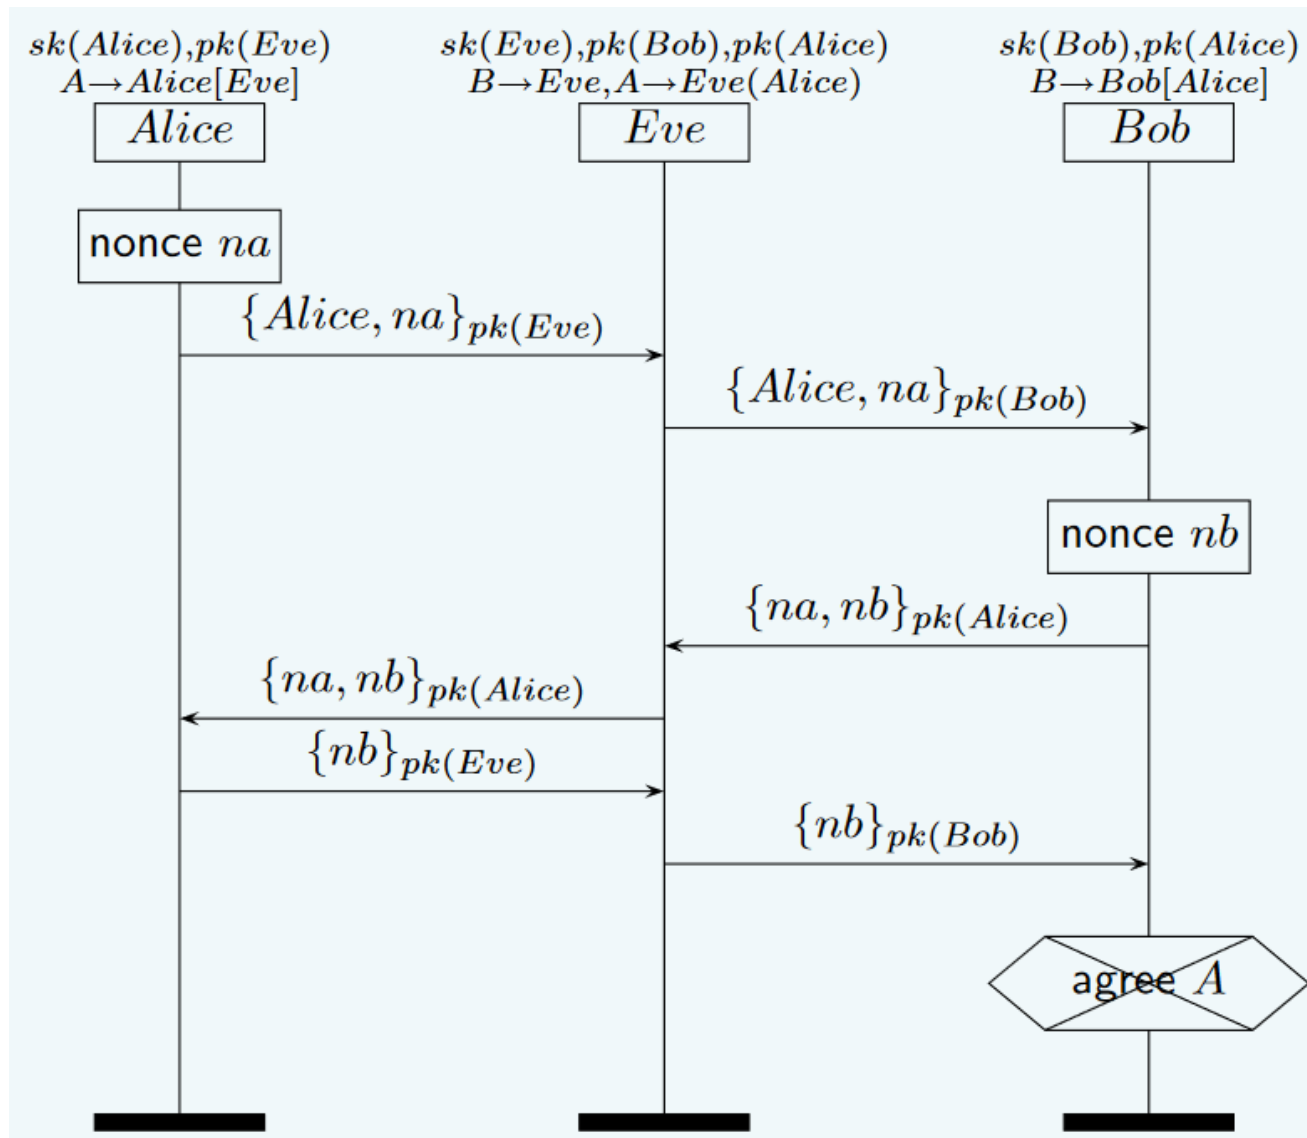 sk(Alice),pk(Eve)
A→Alice[Eve]
Alice
sk(Eve),pk(Bob),pk(Alice)
B→Eve,A→Eve(Alice)
Eve
sk(Bob),pk(Alice)
B→Bob[Alice]
Bob
nonce na
{Alice, na}pk(Eve)
{Alice, na}pk(Bob)
nonce nb
{na, nb}pk(Alice)
{na, nb}pk(Alice)
{nb}pk(Eve)
{nb}pk(Bob)
agree A